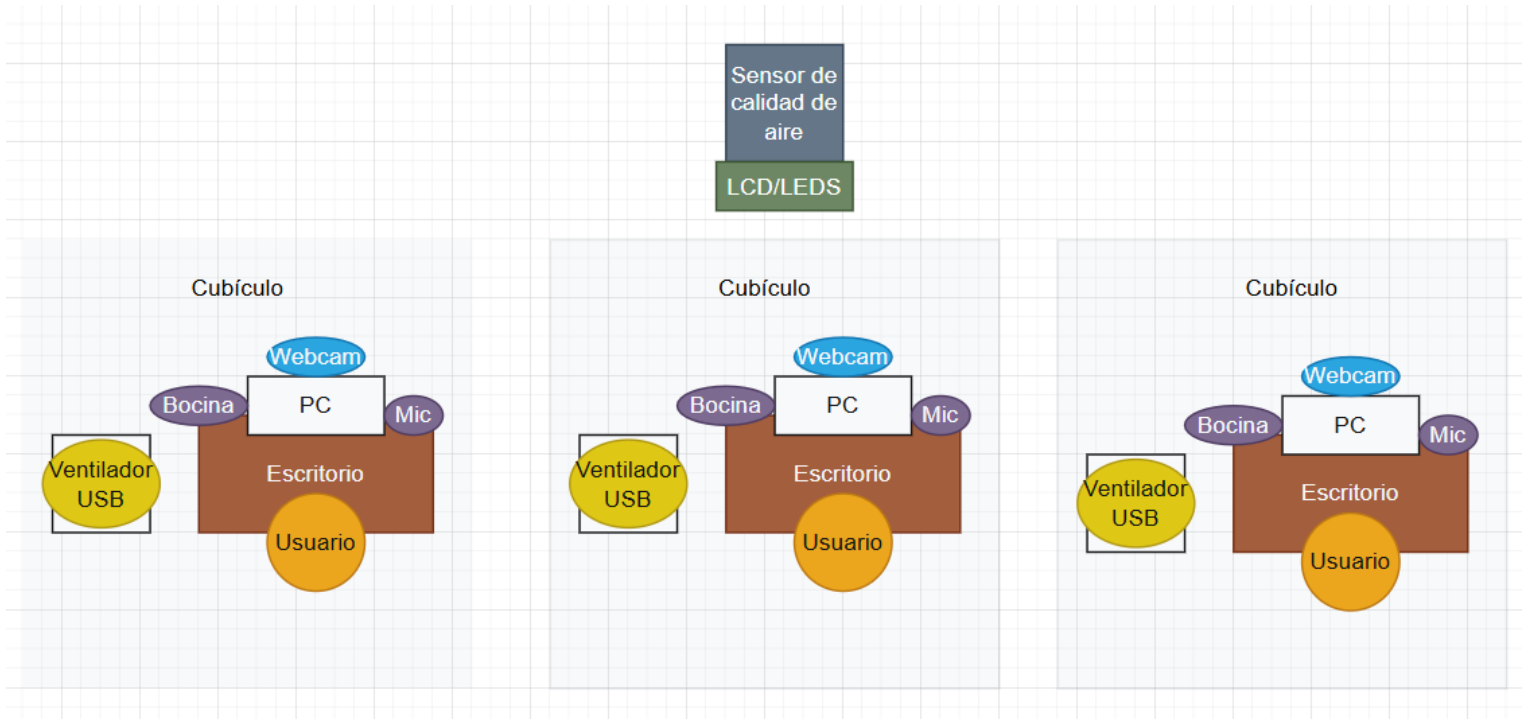 Sensor de
calidad de
aire
LCD/LEDS
Cubículo
Webcam
Bocina
PC
Mic
Ventilador
USB
Escritorio
Usuario
Cubículo
Webcam
Bocina
PC
Mic
Ventilador
USB
Escritorio
Usuario
Cubículo
Webcam
Bocina
PC
Mic
Ventilador
USB
Escritorio
Usuario